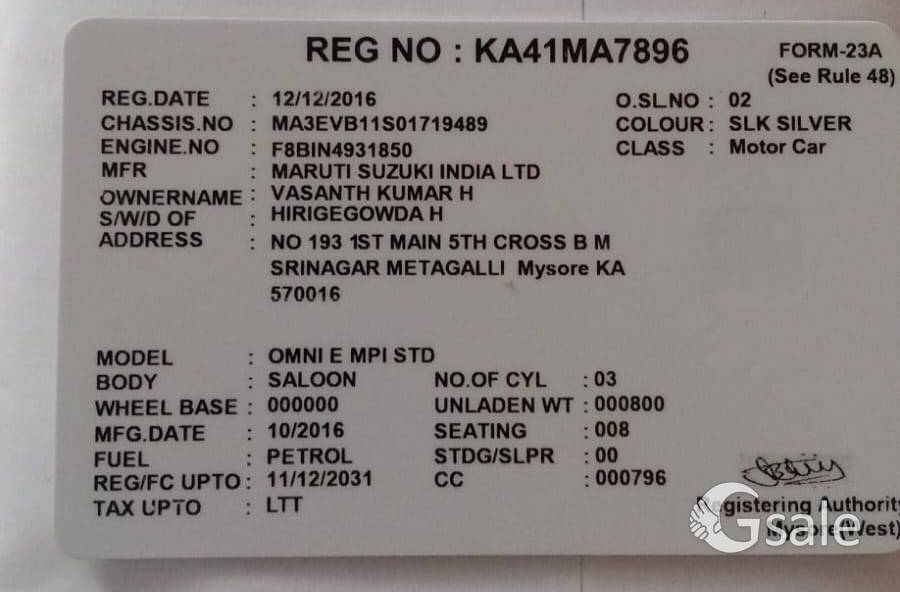 REG NO : KA41MA7896
FORM-23A
(See Rule 48)
REG.DATE : 12/12/2016 O.SL.NO : 02
CHASSIS.NO : MA3EVB11S01719489 COLOUR : SLK SILVER
ENGINE.NO : F8BIN4931850 CLASS : Motor Car
MFR : MARUTI SUZUKI INDIA LTD
OWNERNAME : VASANTH KUMAR H
S/W/D OF : HIRIGEGOWDA H
ADDRESS : NO 193 1ST MAIN 5TH CROSS B M
SRINAGAR METAGALLI Mysore KA
570016
MODEL : OMNI E MPI STD
BODY : SALOON NO.OF CYL : 03
WHEEL BASE : 000000 UNLADEN WT : 000800
MFG.DATE : 10/2016 SEATING : 008
FUEL : PETROL STDG/SLPR : 00
REG/FC UPTO : 11/12/2031 CC : 000796
TAX UPTO : LTT
Registering Authority
Mysore(West)
Gsale